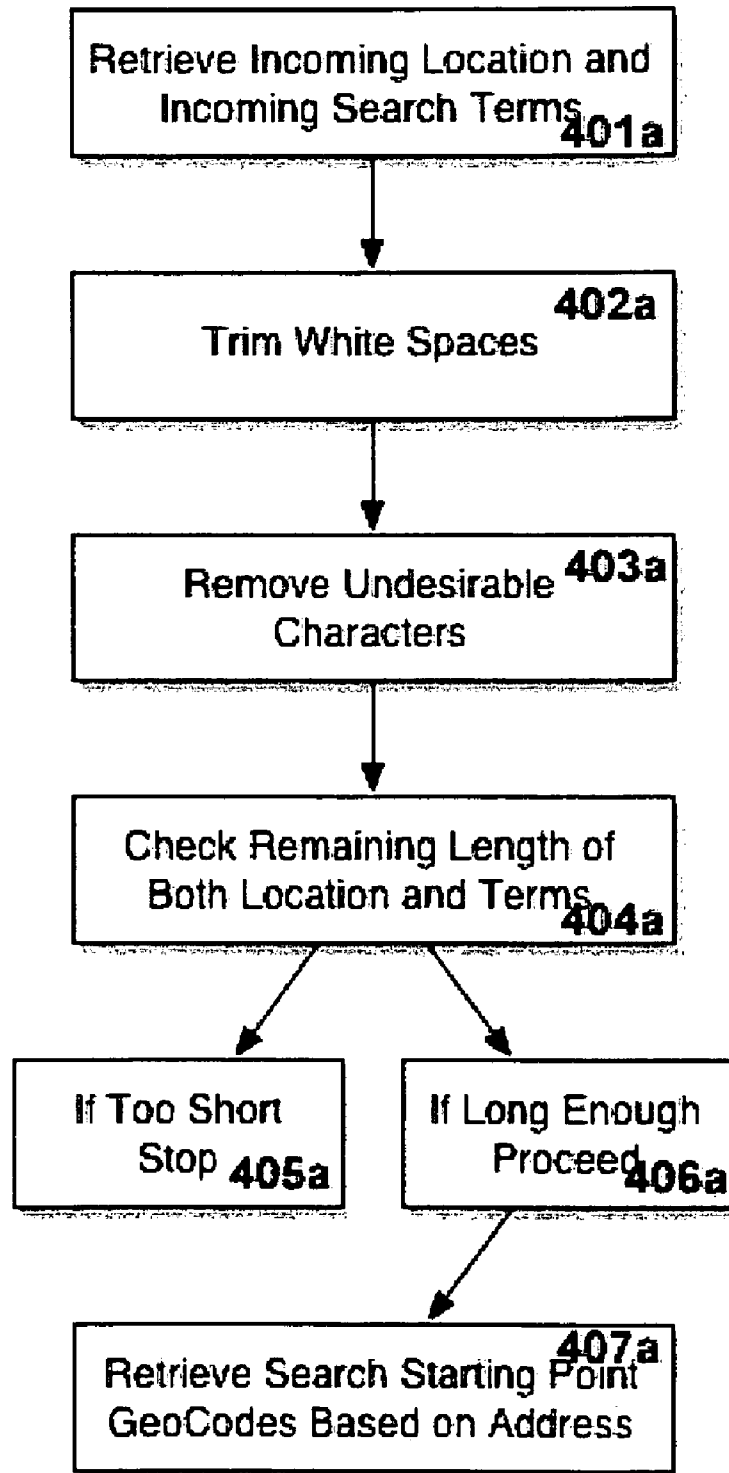 Retrieve Incoming Location and
Incoming Search Terms
401a
402a
Trim White Spaces
403a
Remove Undesirable
Characters
Check Remaining Length of
Both Location and Terms
404a
If Too Short
Stop
405a
If Long Enough
Proceed
406a
407a
Retrieve Search Starting Point
GeoCodes Based on Address